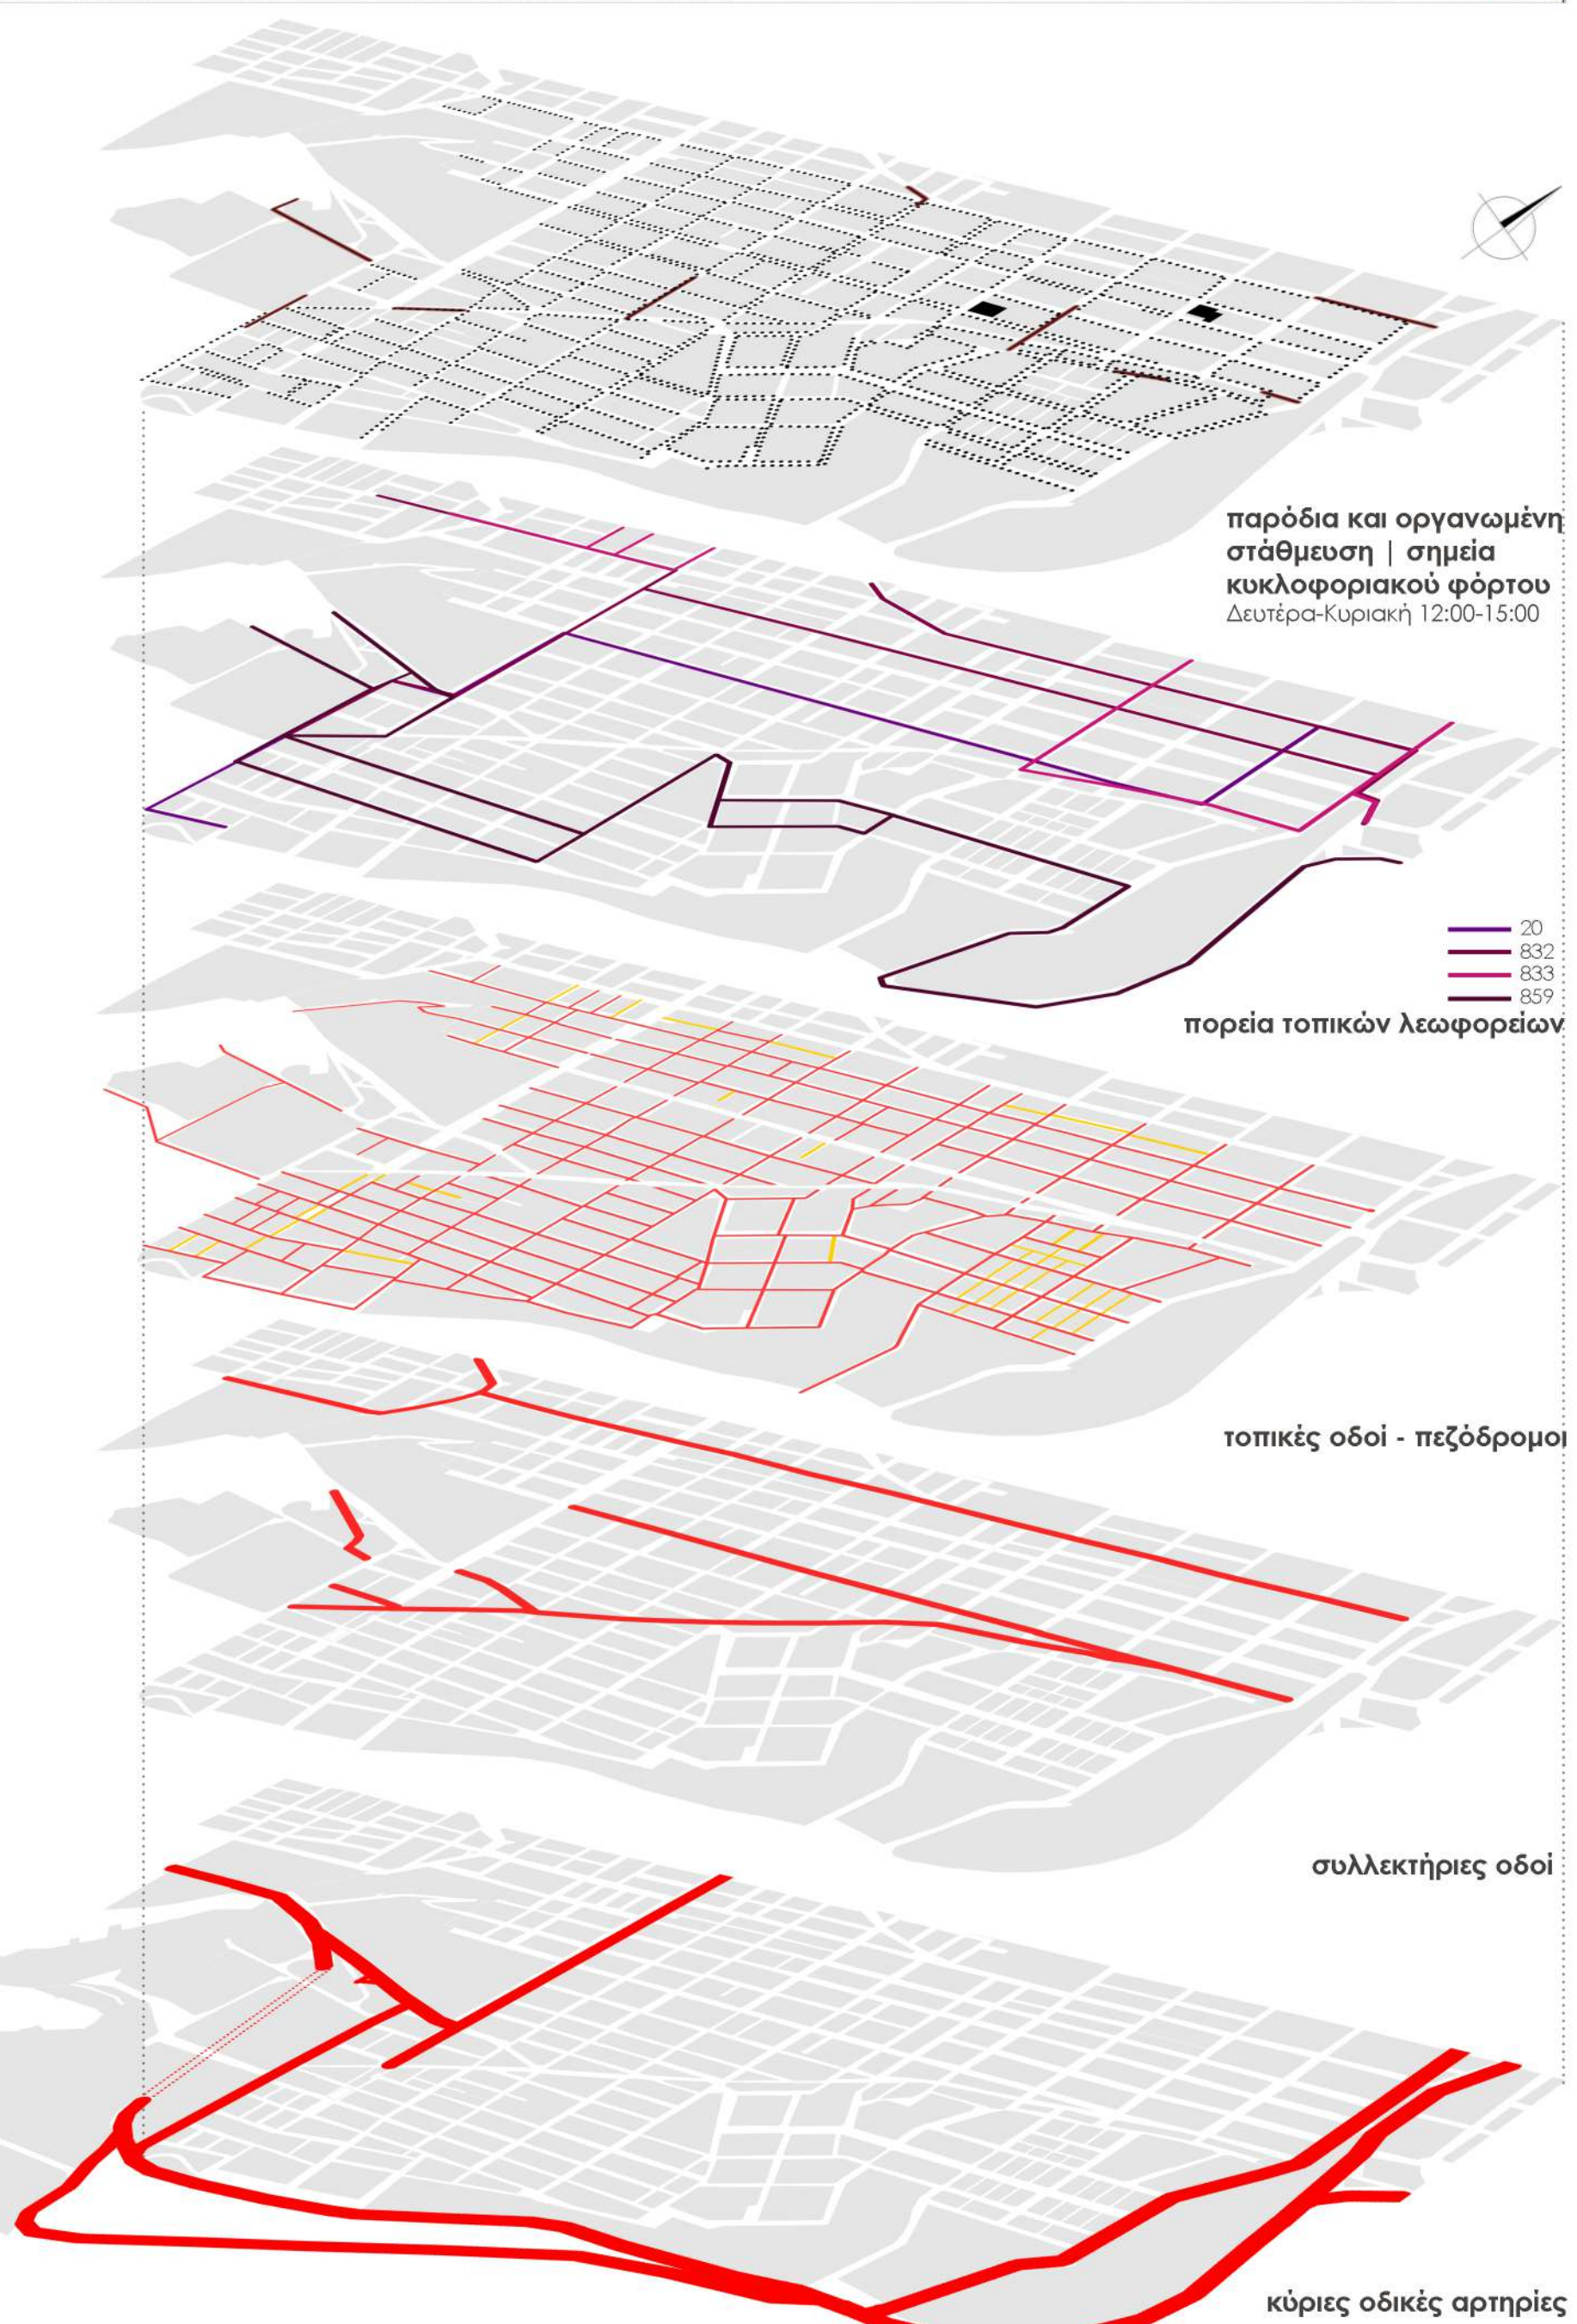 παρόδια και οργανωμένη
στάθμευση | σημεία
κυκλοφοριακού φόρτου
Δευτέρα-Κυριακή 12:00-15:00
20
832
833
859
πορεία τοπικών λεωφορείων
τοπικές οδοί - πεζόδρομοι
συλλεκτήριες οδοί
κύριες οδικές αρτηρίες